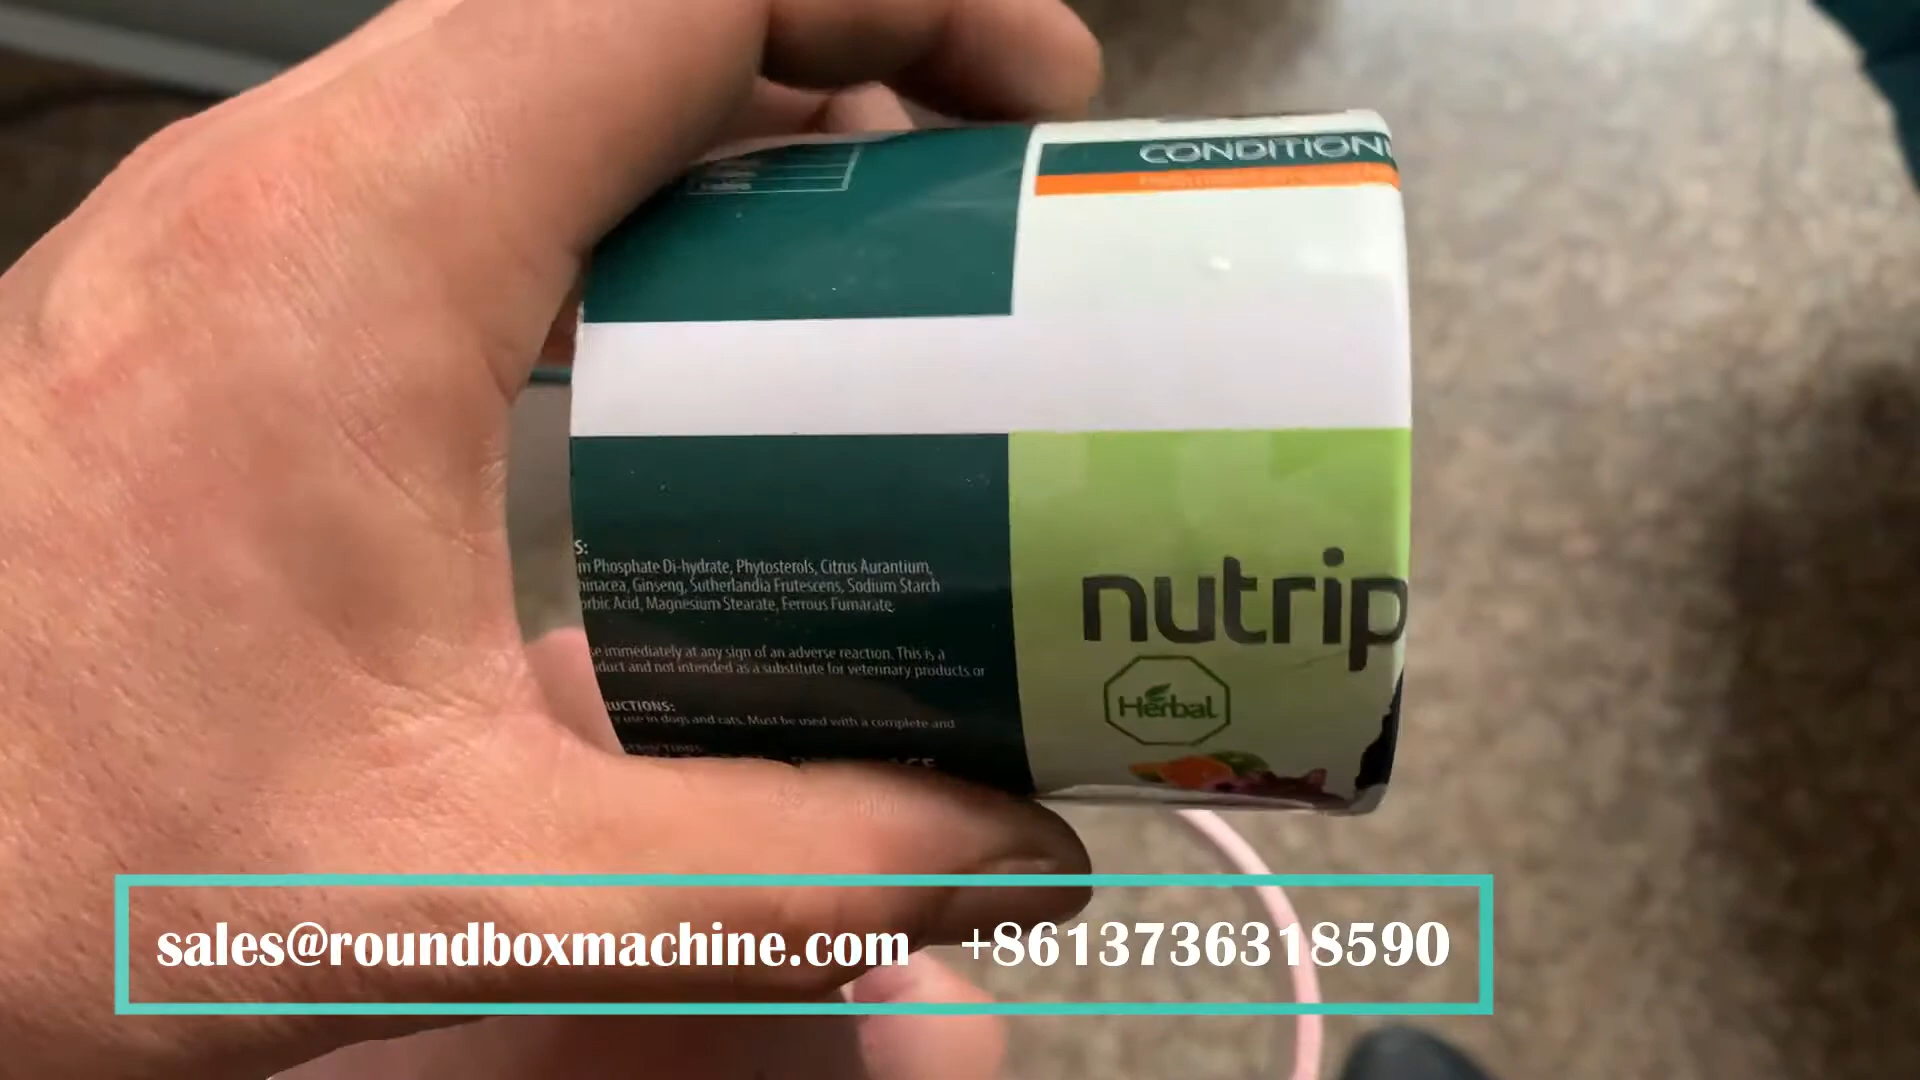 CONDITION
S:
m Phosphate Di-hydrate, Phytosterols, Citrus Aurantium,
hinacea, Ginseng, Sutherlandia Frutescens, Sodium Starch
orbic Acid, Magnesium Stearate, Ferrous Fumarate.
se immediately at any sign of an adverse reaction. This is a
duct and not intended as a substitute for veterinary products or
RUCTIONS:
y use in dogs and cats. Must be used with a complete and
nutrip
Herbal
sales@roundboxmachine.com +8613736318590